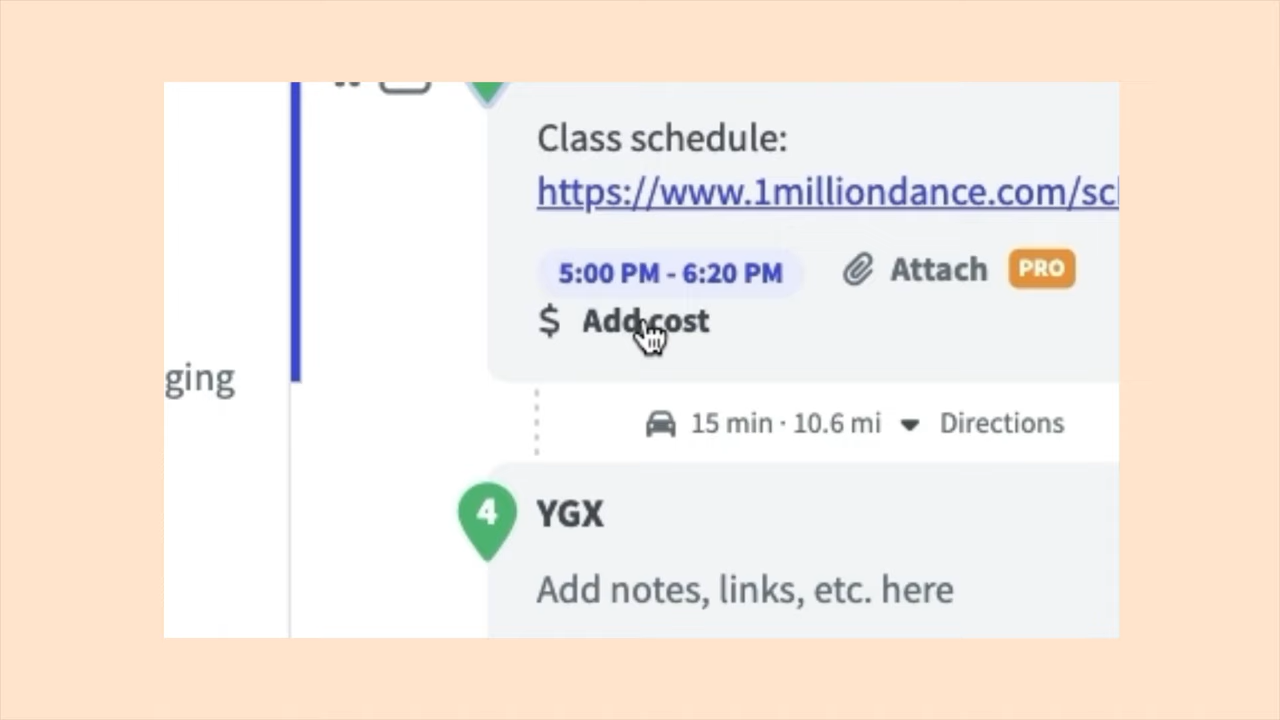 Class schedule:
https://www.1milliondance.com/sc
5:00 PM - 6:20 PM Attach PRO
$ Add cost
ging
15 min · 10.6 mi Directions
4 YGX
Add notes, links, etc. here